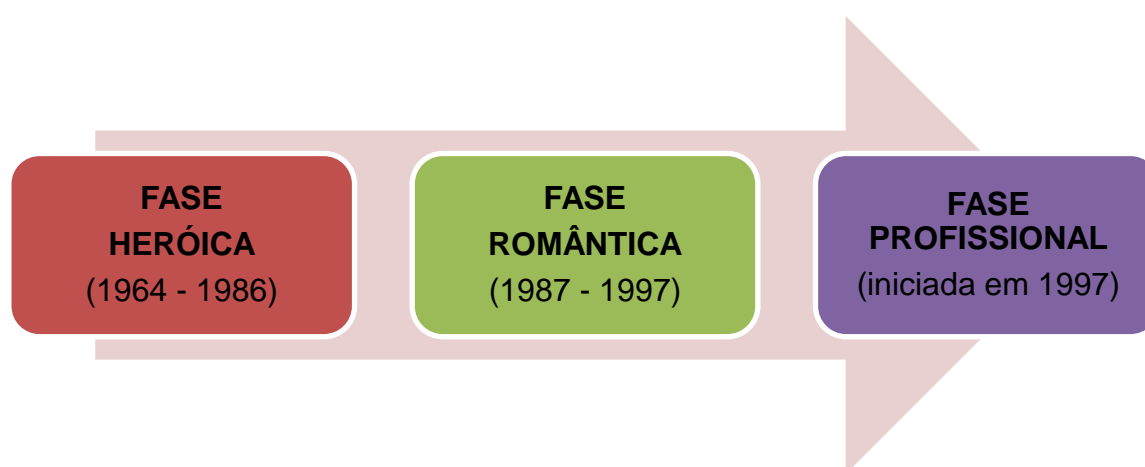 FASE
HERÓICA
(1964 - 1986)
FASE
ROMÂNTICA
(1987 - 1997)
FASE
PROFISSIONAL
(iniciada em 1997)